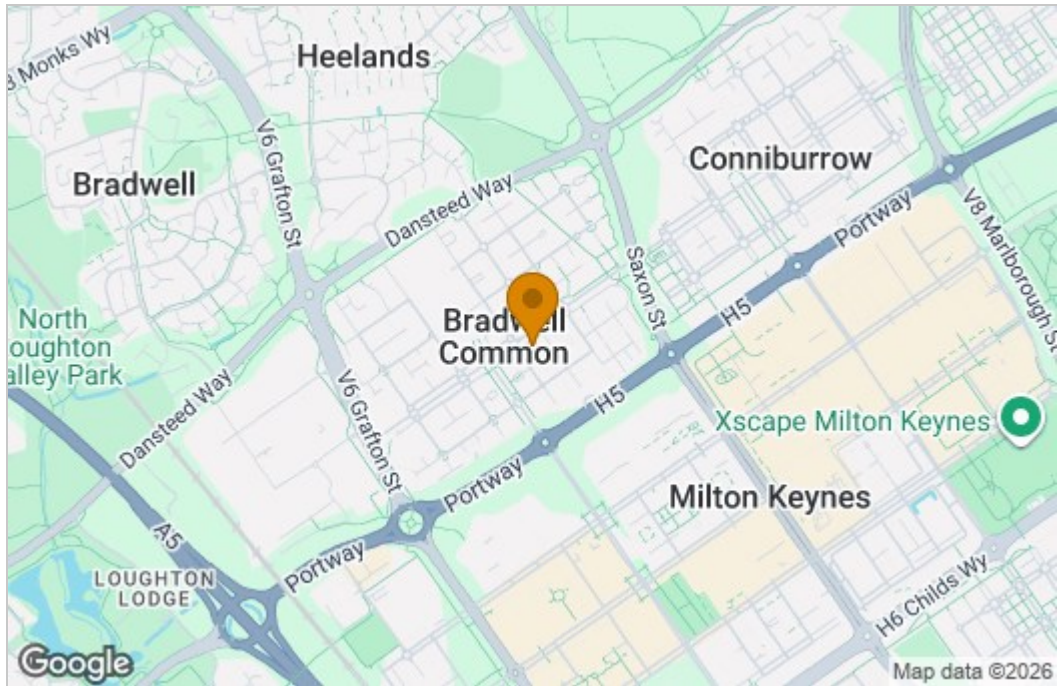 3 Monks Wy
Heelands
V6 Grafton St
Bradwell
Dansteed Way
Conniburrow
Portway
V8 Marlborough St
Saxon St
H5
North
oughton
alley Park
Bradwell
Common
H5
Xscape Milton Keynes
Dansteed Way
V6 Grafton St
Portway
Milton Keynes
A5
Portway
LOUGHTON
LODGE
H6 Childs Wy
Google
Map data ©2026